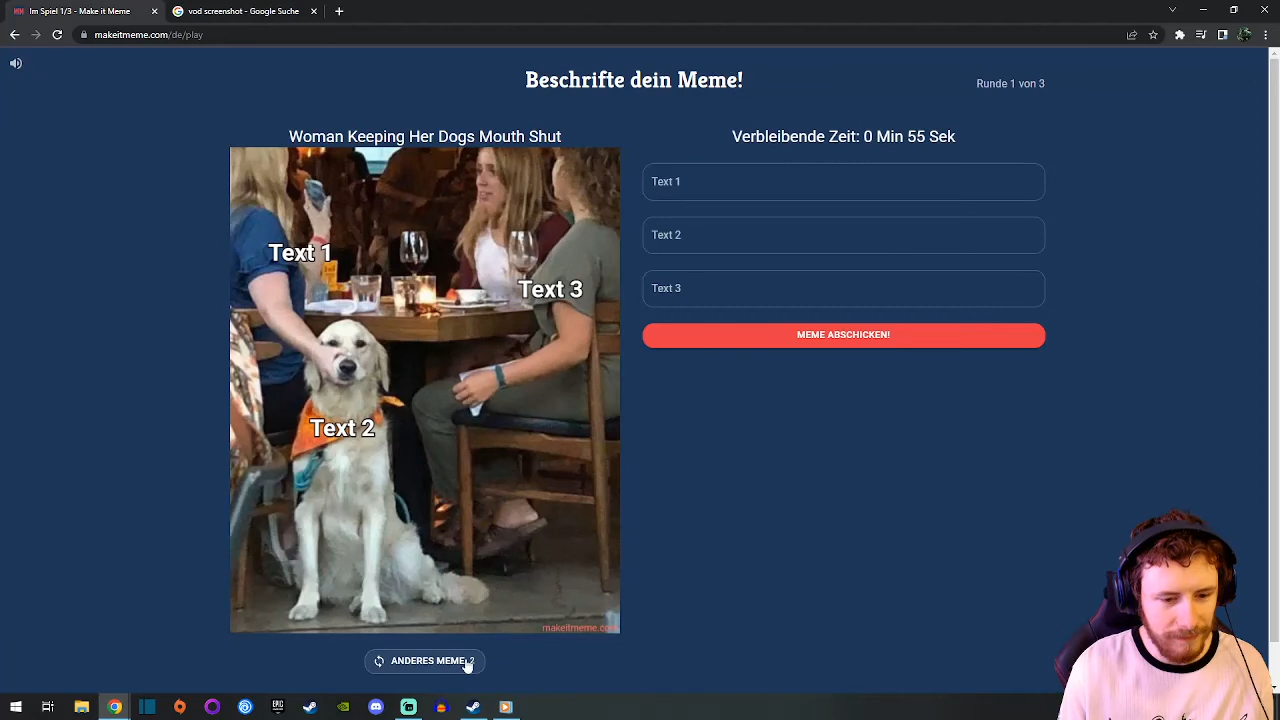 Im Spiel 1/3 - Make it Meme
vod screenshot - Google Suche
makeitmeme.com/de/play
Beschrifte dein Meme!
Runde 1 von 3
Woman Keeping Her Dogs Mouth Shut
Verbleibende Zeit: 0 Min 55 Sek
Text 1
Text 2
Text 3
MEME ABSCHICKEN!
Text 1
Text 3
Text 2
makeitmeme.com
ANDERES MEME!
EPIC